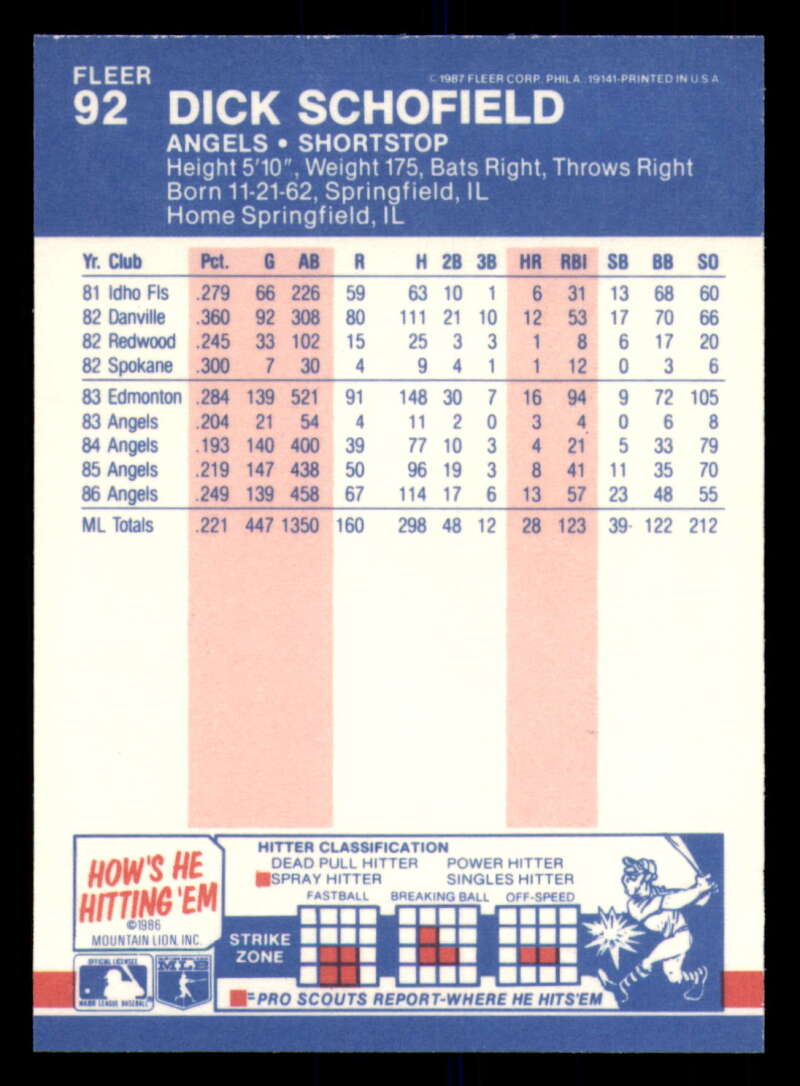 FLEER
©1987 FLEER CORP. PHILA. 19141-PRINTED IN U S A
92 DICK SCHOFIELD
ANGELS • SHORTSTOP
Height 5'10", Weight 175, Bats Right, Throws Right
Born 11-21-62, Springfield, IL
Home Springfield, IL
Yr. Club Pct. G AB R H 2B 3B HR RBI SB BB SO
81 Idho Fls .279 66 226 59 63 10 1 6 31 13 68 60
82 Danville .360 92 308 80 111 21 10 12 53 17 70 66
82 Redwood .245 33 102 15 25 3 3 1 8 6 17 20
82 Spokane .300 7 30 4 9 4 1 1 12 0 3 6
83 Edmonton .284 139 521 91 148 30 7 16 94 9 72 105
83 Angels .204 21 54 4 11 2 0 3 4 0 6 8
84 Angels .193 140 400 39 77 10 3 4 21 5 33 79
85 Angels .219 147 438 50 96 19 3 8 41 11 35 70
86 Angels .249 139 458 67 114 17 6 13 57 23 48 55
ML Totals .221 447 1350 160 298 48 12 28 123 39 122 212
HOW'S HE
HITTING 'EM
©1986
MOUNTAIN LION, INC.
HITTER CLASSIFICATION
DEAD PULL HITTER POWER HITTER
SPRAY HITTER SINGLES HITTER
FASTBALL BREAKING BALL OFF-SPEED
STRIKE
ZONE
=PRO SCOUTS REPORT-WHERE HE HITS'EM
OFFICIAL LICENSEE
MAJOR LEAGUE BASEBALL
MLB